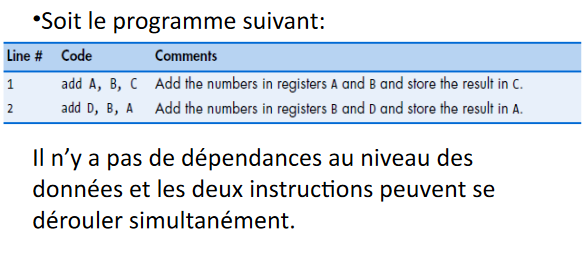 •Soit le programme suivant:
Line # Code Comments
1 add A, B, C Add the numbers in registers A and B and store the result in C.
2 add D, B, A Add the numbers in registers B and D and store the result in A.
Il n’y a pas de dépendances au niveau des
données et les deux instructions peuvent se
dérouler simultanément.